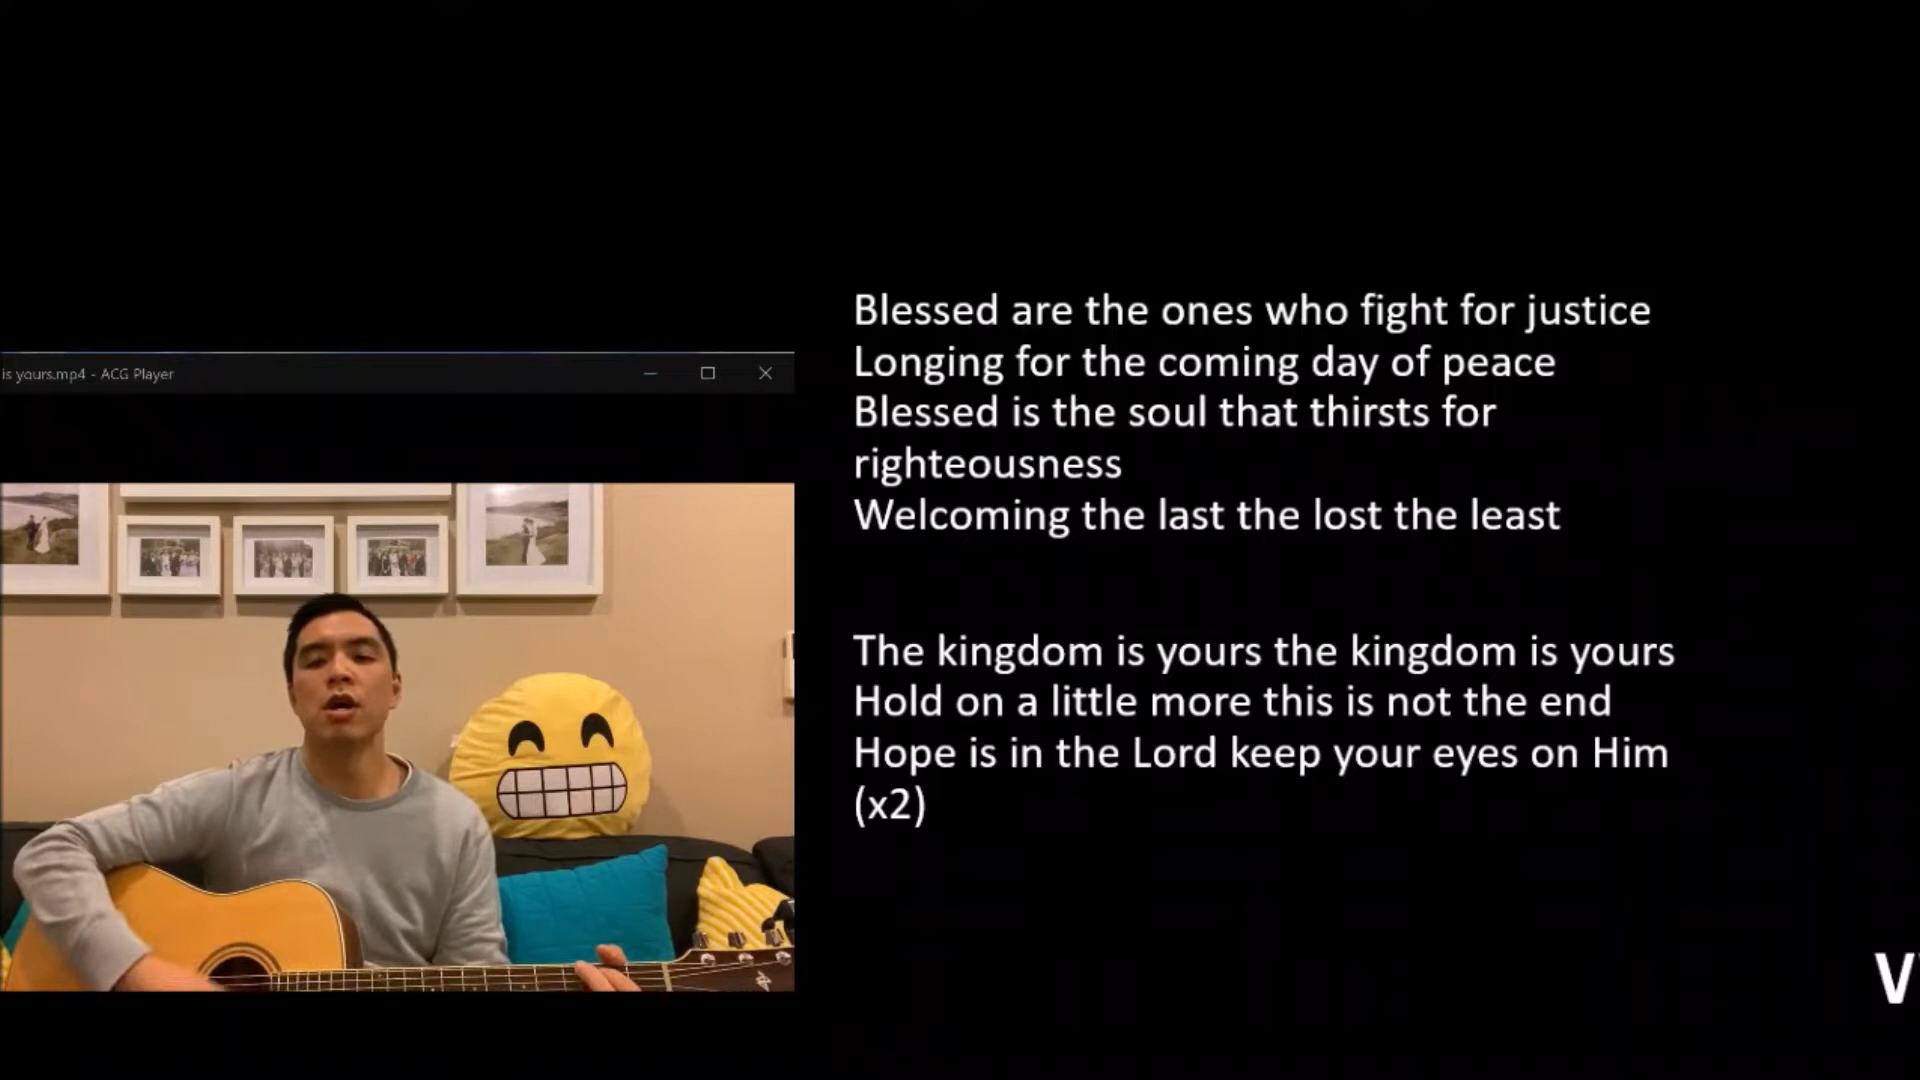 is yours.mp4 - ACG Player
Blessed are the ones who fight for justice
Longing for the coming day of peace
Blessed is the soul that thirsts for
righteousness
Welcoming the last the lost the least
The kingdom is yours the kingdom is yours
Hold on a little more this is not the end
Hope is in the Lord keep your eyes on Him
(x2)